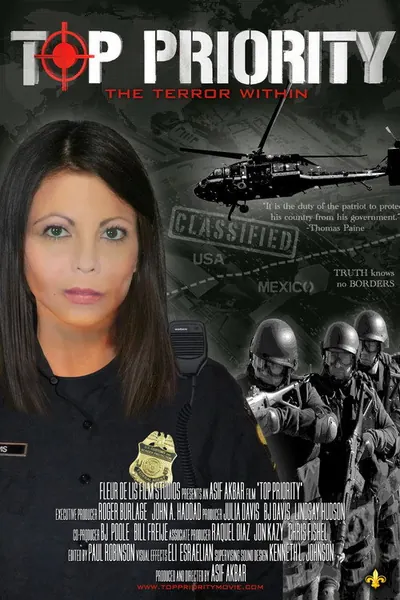 TOP PRIORITY
THE TERROR WITHIN
"It is the duty of the patriot to protect
his country from his government."
-Thomas Paine
CLASSIFIED
USA
MEXICO
TRUTH knows
no BORDERS
MS
FLEUR DE LIS FILM STUDIOS PRESENTS AN ASIF AKBAR FILM "TOP PRIORITY"
EXECUTIVE PRODUCER ROGER BURLAGE JOHN A. HADDAD PRODUCER JULIA DAVIS BJ DAVIS LINDSAY HUDSON
CO-PRODUCER BJ POOLE BILL FREIJE ASSOCIATE PRODUCER RAQUEL DIAZ JON KAZY CHRIS FISHEL
EDITED BY PAUL ROBINSON VISUAL EFFECTS ELI ESRAELIAN SUPERVISING SOUND DESIGN KENNETH L. JOHNSON
PRODUCED AND DIRECTED BY ASIF AKBAR
WWW.TOPPRIORITYMOVIE.COM